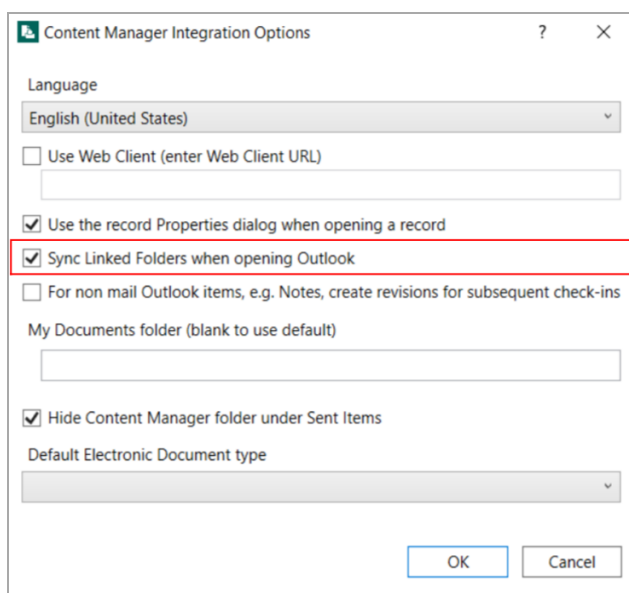 Content Manager Integration Options
Language
English (United States)
Use Web Client (enter Web Client URL)
Use the record Properties dialog when opening a record
Sync Linked Folders when opening Outlook
For non mail Outlook items, e.g. Notes, create revisions for subsequent check-ins
My Documents folder (blank to use default)
Hide Content Manager folder under Sent Items
Default Electronic Document type
OK Cancel